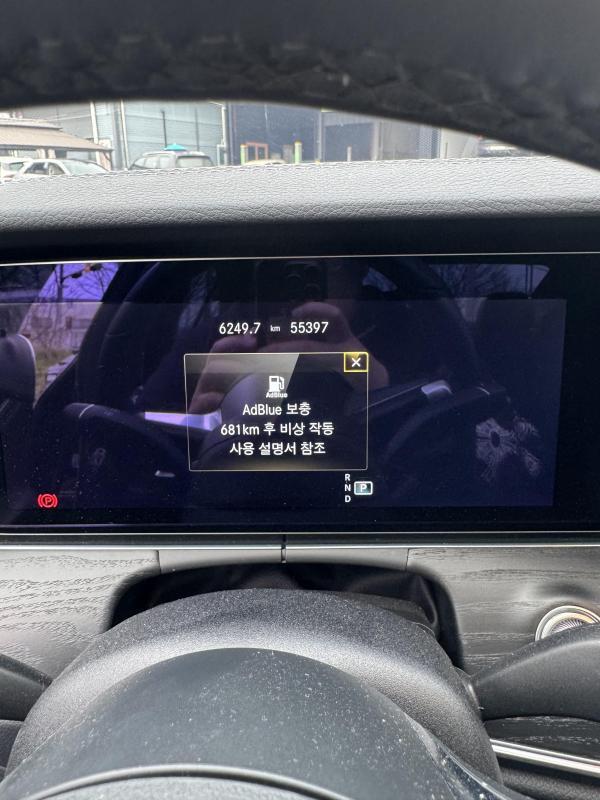 6249.7 km 55397
AdBlue
AdBlue 보충
681km 후 비상 작동
사용 설명서 참조
R
N P
D
P